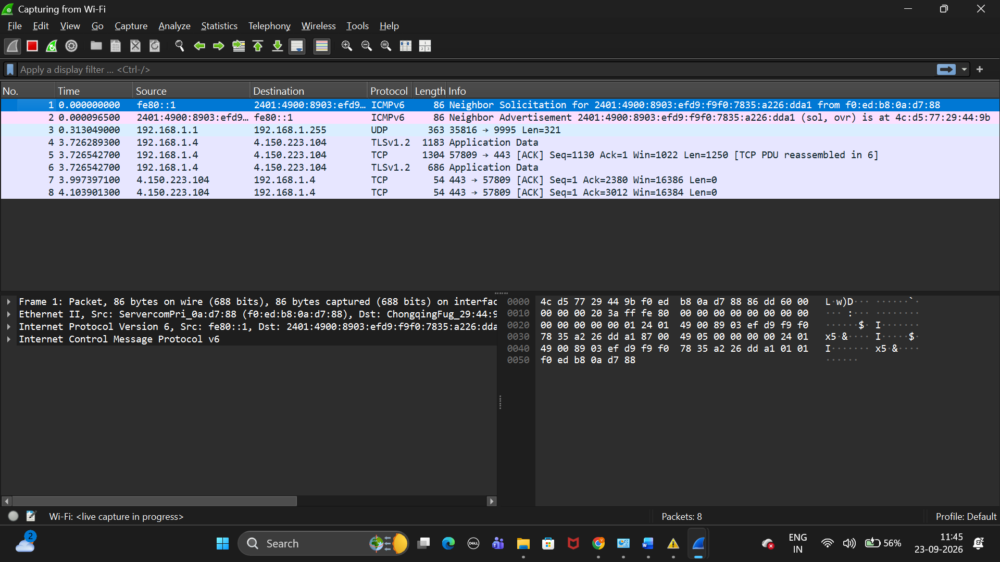 Capturing from Wi-Fi
File Edit View Go Capture Analyze Statistics Telephony Wireless Tools Help
Apply a display filter ... <Ctrl-/>
No. Time Source Destination Protocol Length Info
1 0.000000000 fe80::1 2401:4900:8903:efd9… ICMPv6 86 Neighbor Solicitation for 2401:4900:8903:efd9:f9f0:7835:a226:dda1 from f0:ed:b8:0a:d7:88
2 0.000096500 2401:4900:8903:efd9… fe80::1 ICMPv6 86 Neighbor Advertisement 2401:4900:8903:efd9:f9f0:7835:a226:dda1 (sol, ovr) is at 4c:d5:77:29:44:9b
3 0.313049000 192.168.1.1 192.168.1.255 UDP 363 35816 → 9995 Len=321
4 3.726289300 192.168.1.4 4.150.223.104 TLSv1.2 1183 Application Data
5 3.726542700 192.168.1.4 4.150.223.104 TCP 1304 57809 → 443 [ACK] Seq=1130 Ack=1 Win=1022 Len=1250 [TCP PDU reassembled in 6]
6 3.726542700 192.168.1.4 4.150.223.104 TLSv1.2 686 Application Data
7 3.997397100 4.150.223.104 192.168.1.4 TCP 54 443 → 57809 [ACK] Seq=1 Ack=2380 Win=16386 Len=0
8 4.103901300 4.150.223.104 192.168.1.4 TCP 54 443 → 57809 [ACK] Seq=1 Ack=3012 Win=16384 Len=0
Frame 1: Packet, 86 bytes on wire (688 bits), 86 bytes captured (688 bits) on interfac
Ethernet II, Src: ServercomPri_0a:d7:88 (f0:ed:b8:0a:d7:88), Dst: ChongqingFug_29:44:9
Internet Protocol Version 6, Src: fe80::1, Dst: 2401:4900:8903:efd9:f9f0:7835:a226:dda
Internet Control Message Protocol v6
0000 4c d5 77 29 44 9b f0 ed b8 0a d7 88 86 dd 60 00 L·w)D··· ······`·
0010 00 00 00 20 3a ff fe 80 00 00 00 00 00 00 00 00 ··· :··· ········
0020 00 00 00 00 00 01 24 01 49 00 89 03 ef d9 f9 f0 ······$· I·······
0030 78 35 a2 26 dd a1 87 00 49 05 00 00 00 00 24 01 x5·&···· I·····$·
0040 49 00 89 03 ef d9 f9 f0 78 35 a2 26 dd a1 01 01 I······· x5·&····
0050 f0 ed b8 0a d7 88 ······
Wi-Fi: <live capture in progress> Packets: 8 Profile: Default
2
Search
DELL
ENG
IN
56%
11:45
23-09-2026